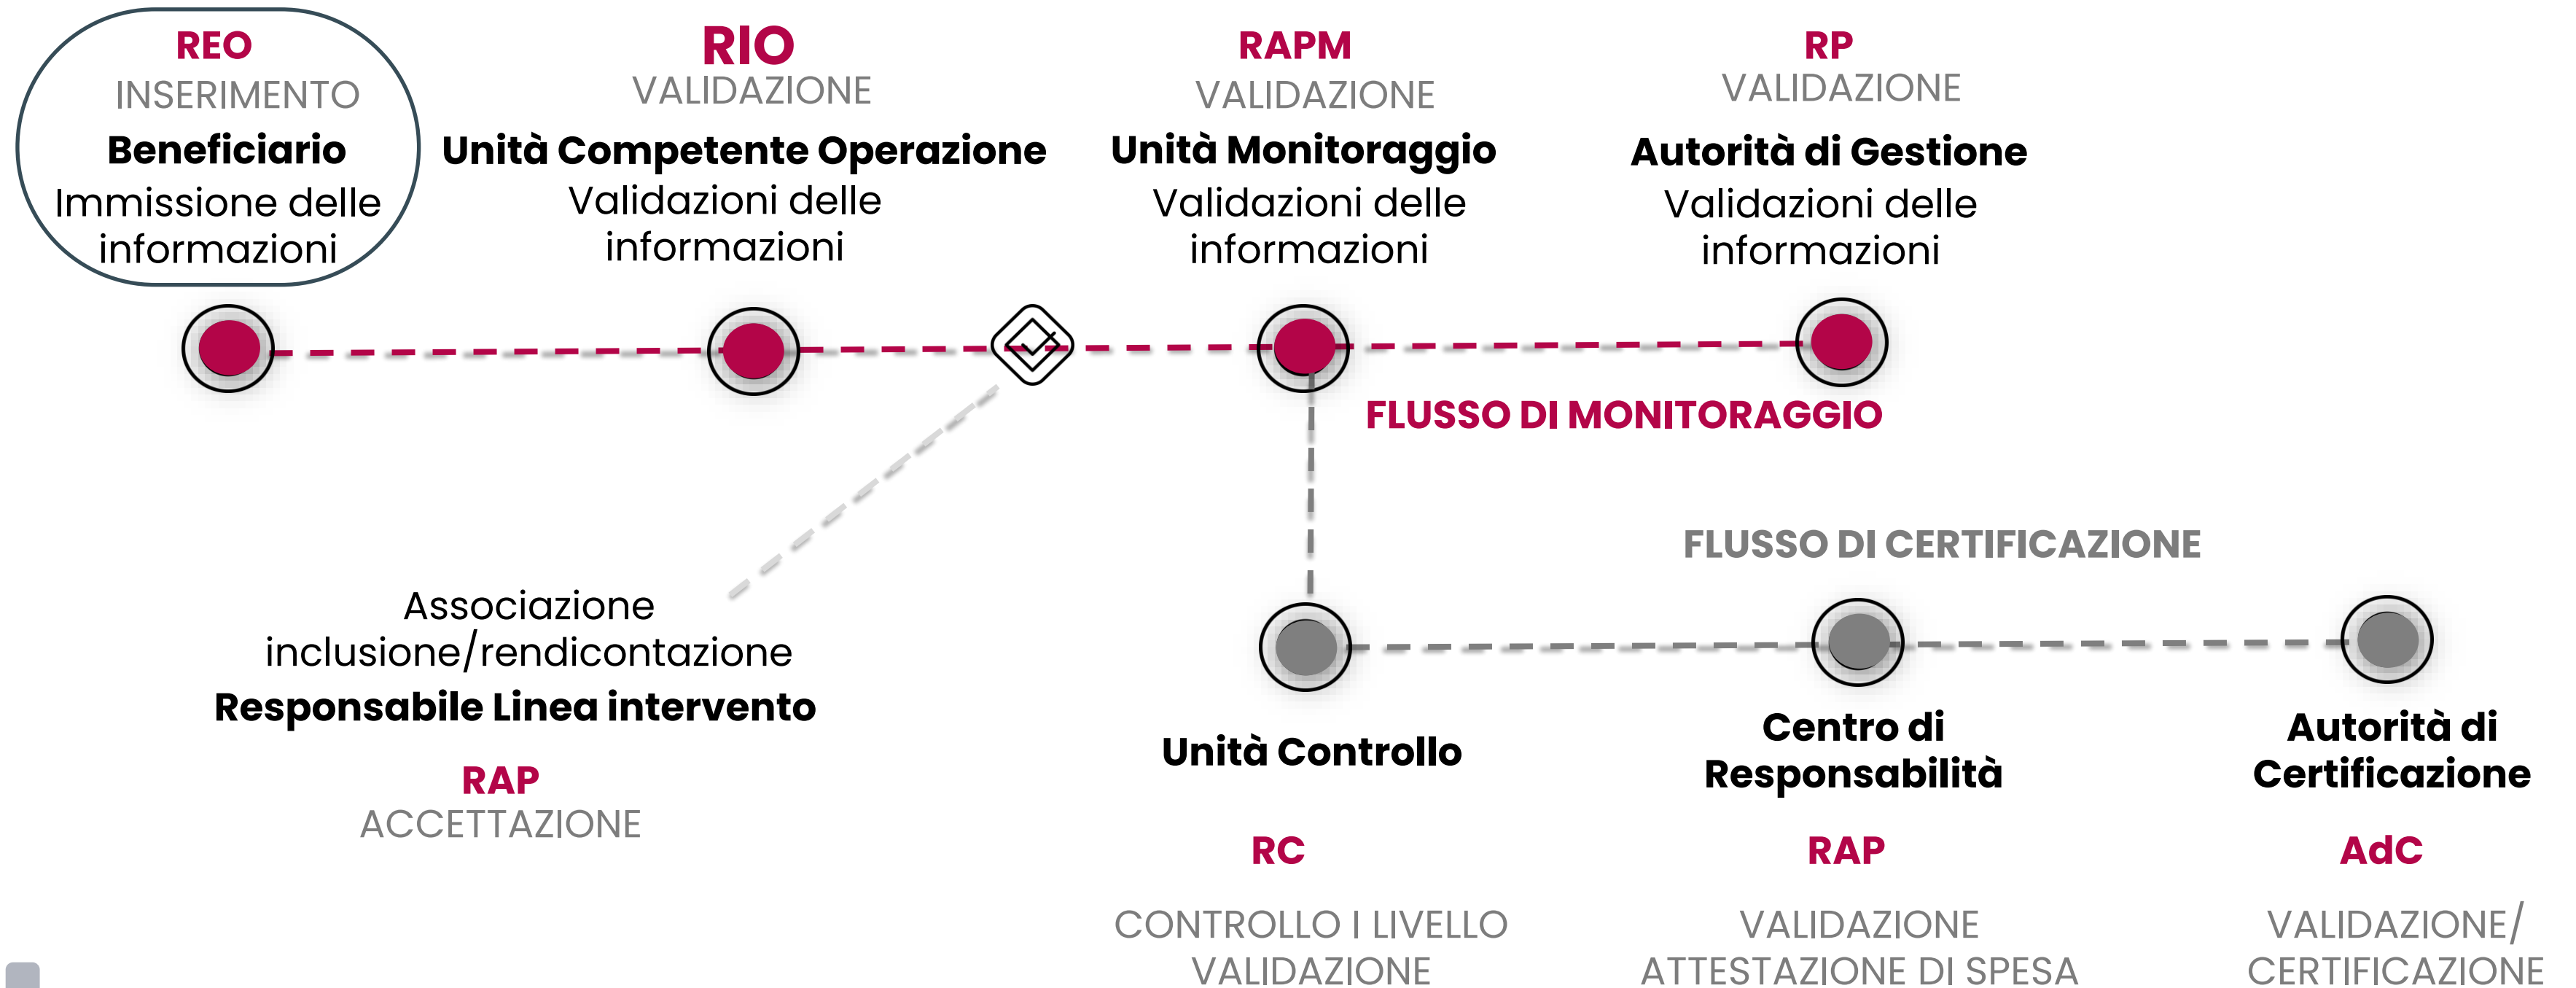 REO
INSERIMENTO
Beneficiario
Immissione delle
informazioni
RIO
VALIDAZIONE
Unità Competente Operazione
Validazioni delle
informazioni
RAPM
VALIDAZIONE
Unità Monitoraggio
Validazioni delle
informazioni
RP
VALIDAZIONE
Autorità di Gestione
Validazioni delle
informazioni
FLUSSO DI MONITORAGGIO
FLUSSO DI CERTIFICAZIONE
Associazione
inclusione/rendicontazione
Responsabile Linea intervento
RAP
ACCETTAZIONE
Unità Controllo
RC
CONTROLLO I LIVELLO
VALIDAZIONE
Centro di
Responsabilità
RAP
VALIDAZIONE
ATTESTAZIONE DI SPESA
Autorità di
Certificazione
AdC
VALIDAZIONE/
CERTIFICAZIONE